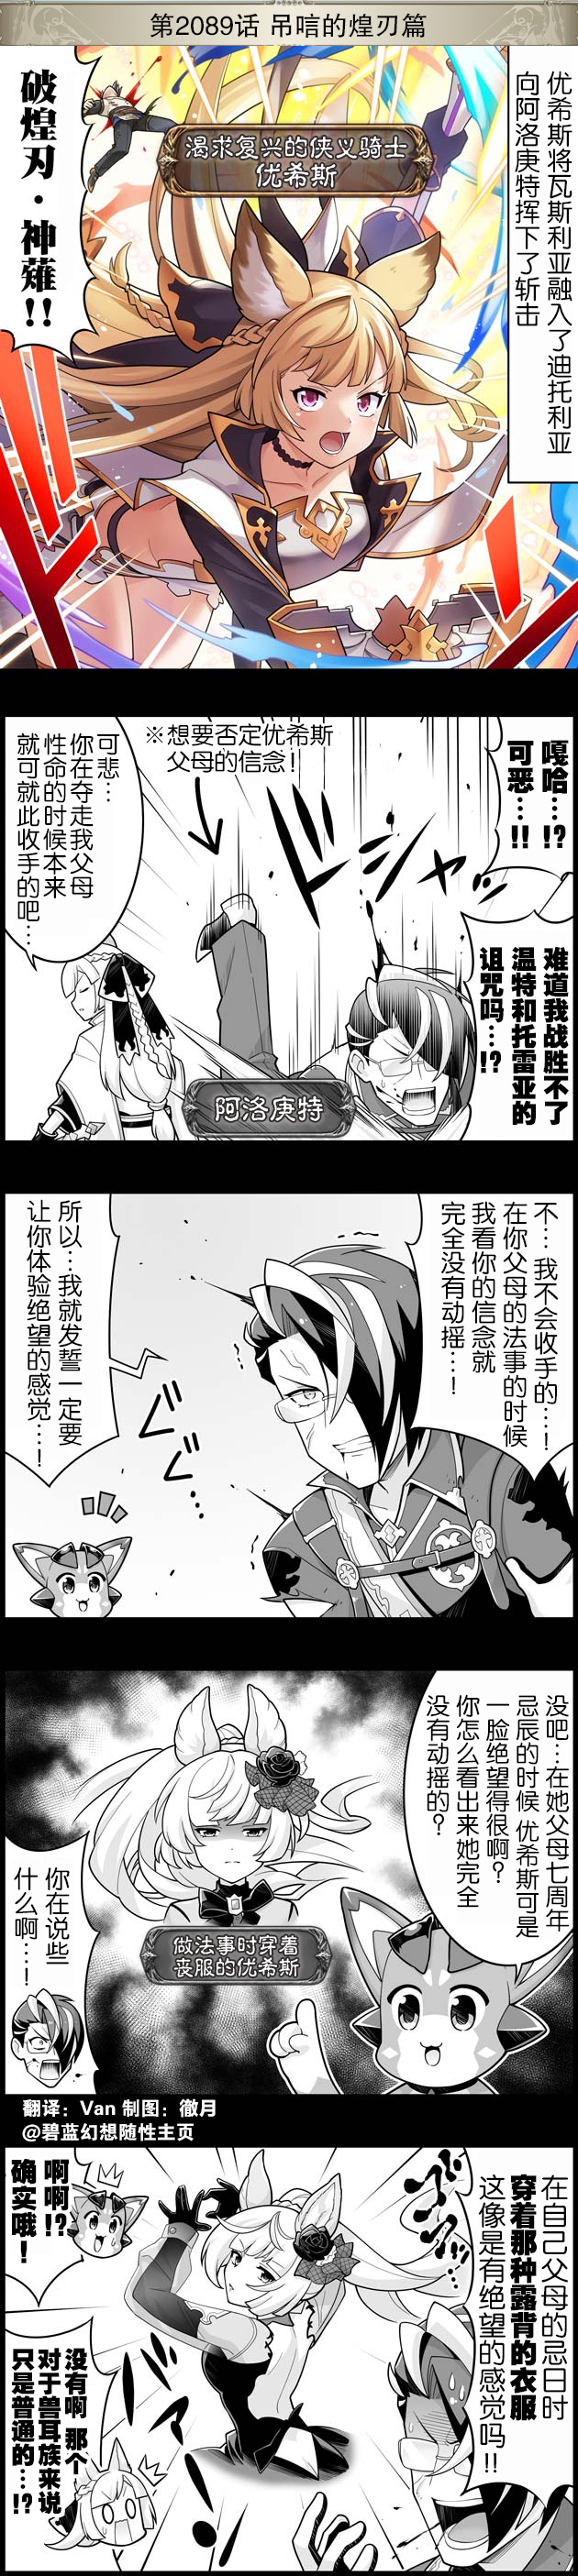 第2089话 吊唁的煌刃篇
优希斯将瓦斯利亚融入了迪托利亚
向阿洛庚特挥下了斩击
渴求复兴的侠义骑士
优希斯
破煌刃·神薙!!
嘎哈…!?
可恶…!!
难道我战胜不了
温特和托雷亚的
诅咒吗…!?
※想要否定优希斯
父母的信念!
可悲…
你在夺走我父母
性命的时候本来
就可就此收手的吧…
阿洛庚特
不…我不会收手的…!
在你父母的法事的时候
我看你的信念就
完全没有动摇…!
所以…我就发誓一定要
让你体验绝望的感觉…!
没吧…在她父母七周年
忌辰的时候 优希斯可是
一脸绝望得很啊?
你怎么看出来她完全
没有动摇的?
做法事时穿着
丧服的优希斯
你在说些
什么啊…!
翻译：Van 制图：徹月
@碧蓝幻想随性主页
在自己父母的忌日时
穿着那种露背的衣服
这像是有绝望的感觉吗!!
啊啊!?
确实哦!
没有啊 那个
对于兽耳族来说
只是普通的…!?